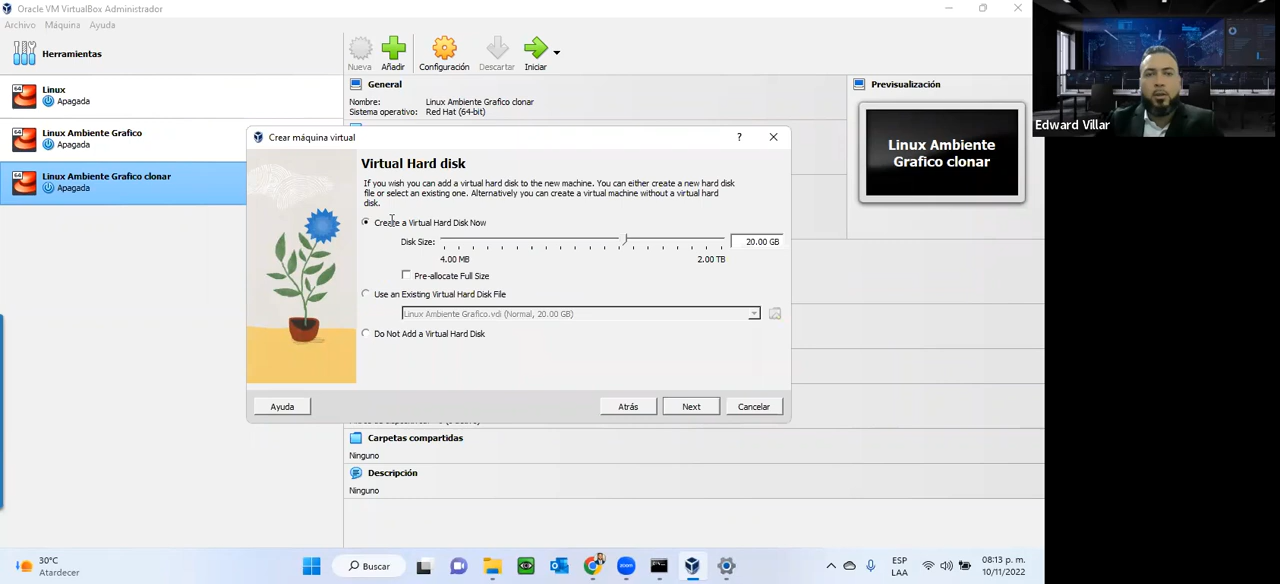 Oracle VM VirtualBox Administrador
Archivo Máquina Ayuda
Herramientas
Nueva Añadir Configuración Descartar Iniciar
64 Linux
Apagada
64 Linux Ambiente Grafico
Apagada
64 Linux Ambiente Grafico clonar
Apagada
General
Nombre: Linux Ambiente Grafico clonar
Sistema operativo: Red Hat (64-bit)
Previsualización
Linux Ambiente
Grafico clonar
Edward Villar
Crear máquina virtual
?
Virtual Hard disk
If you wish you can add a virtual hard disk to the new machine. You can either create a new hard disk
file or select an existing one. Alternatively you can create a virtual machine without a virtual hard
disk.
Create a Virtual Hard Disk Now
Disk Size: 20.00 GB
4.00 MB 2.00 TB
Pre-allocate Full Size
Use an Existing Virtual Hard Disk File
Linux Ambiente Grafico.vdi (Normal, 20.00 GB)
Do Not Add a Virtual Hard Disk
Ayuda Atrás Next Cancelar
Carpetas compartidas
Ninguno
Descripción
Ninguno
30°C
Atardecer
Buscar
zoom
ESP
LAA
08:13 p. m.
10/11/2022